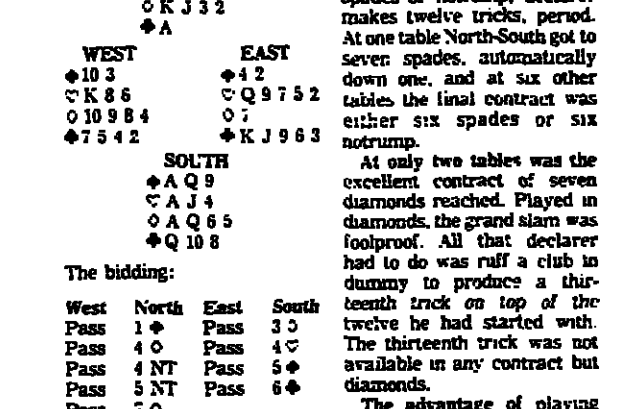 ◊ K J 3 2
♣ A
WEST EAST
♠ 10 3 ♠ 4 2
♡ K 8 6 ♡ Q 9 7 5 2
◊ 10 9 8 4 ◊ 7
♣ 7 5 4 2 ♣ K J 9 6 3
SOUTH
♠ A Q 9
♡ A J 4
◊ A Q 6 5
♣ Q 10 8
The bidding:
West North East South
Pass 1 ♠ Pass 3
Pass 4 ◊ Pass 4 ♡
Pass 4 NT Pass 5
Pass 5 NT Pass 6
makes twelve tricks, period.
At one table North-South got to
seven spades, automatically
down one, and at six other
tables the final contract was
either six spades or six
notrump.
At only two tables was the
excellent contract of seven
diamonds reached. Played in
diamonds, the grand slam was
foolproof. All that declarer
had to do was ruff a club in
dummy to produce a thir-
teenth trick on top of the
twelve he had started with.
The thirteenth trick was not
available in any contract but
diamonds.
The advantage of playing